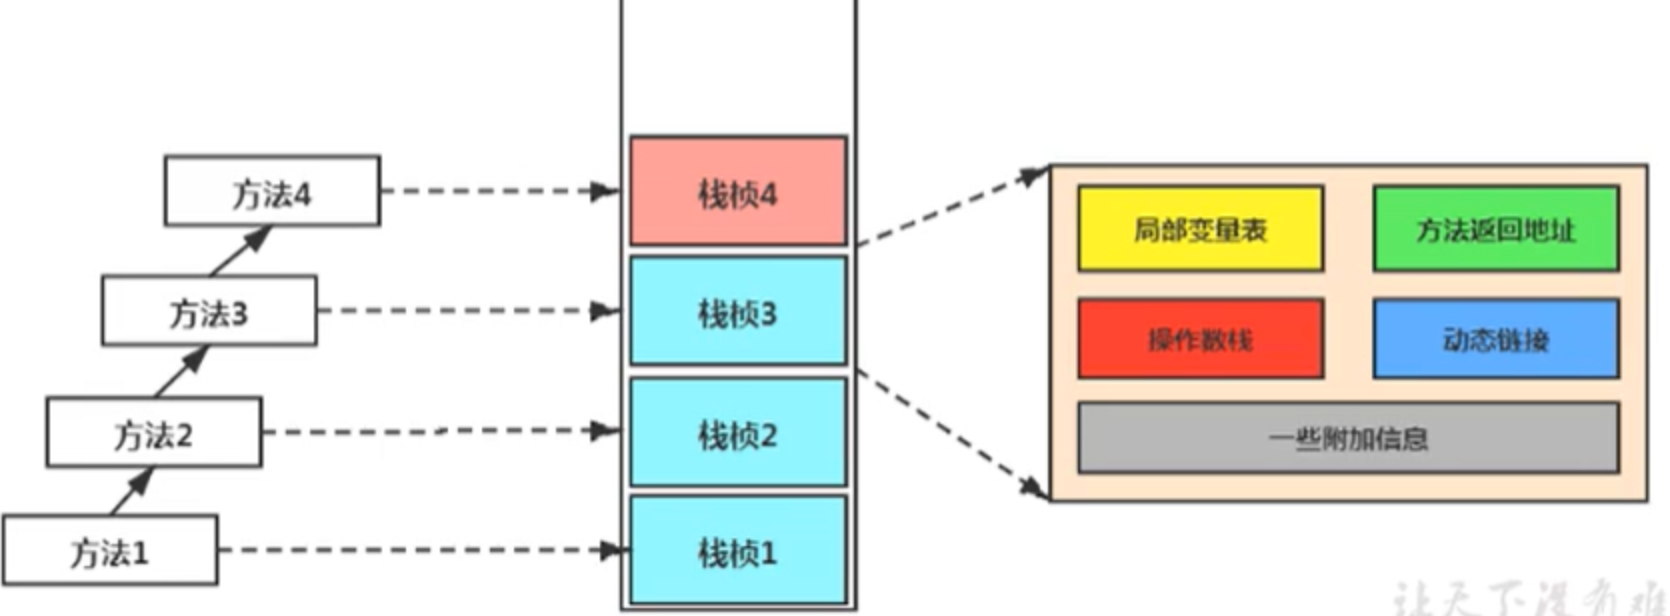 方法4
栈桢4
局部变量表
方法返回地址
方法3
栈桢3
操作数栈
动态链接
方法2
栈桢2
一些附加信息
方法1
栈桢1
让天下没有难